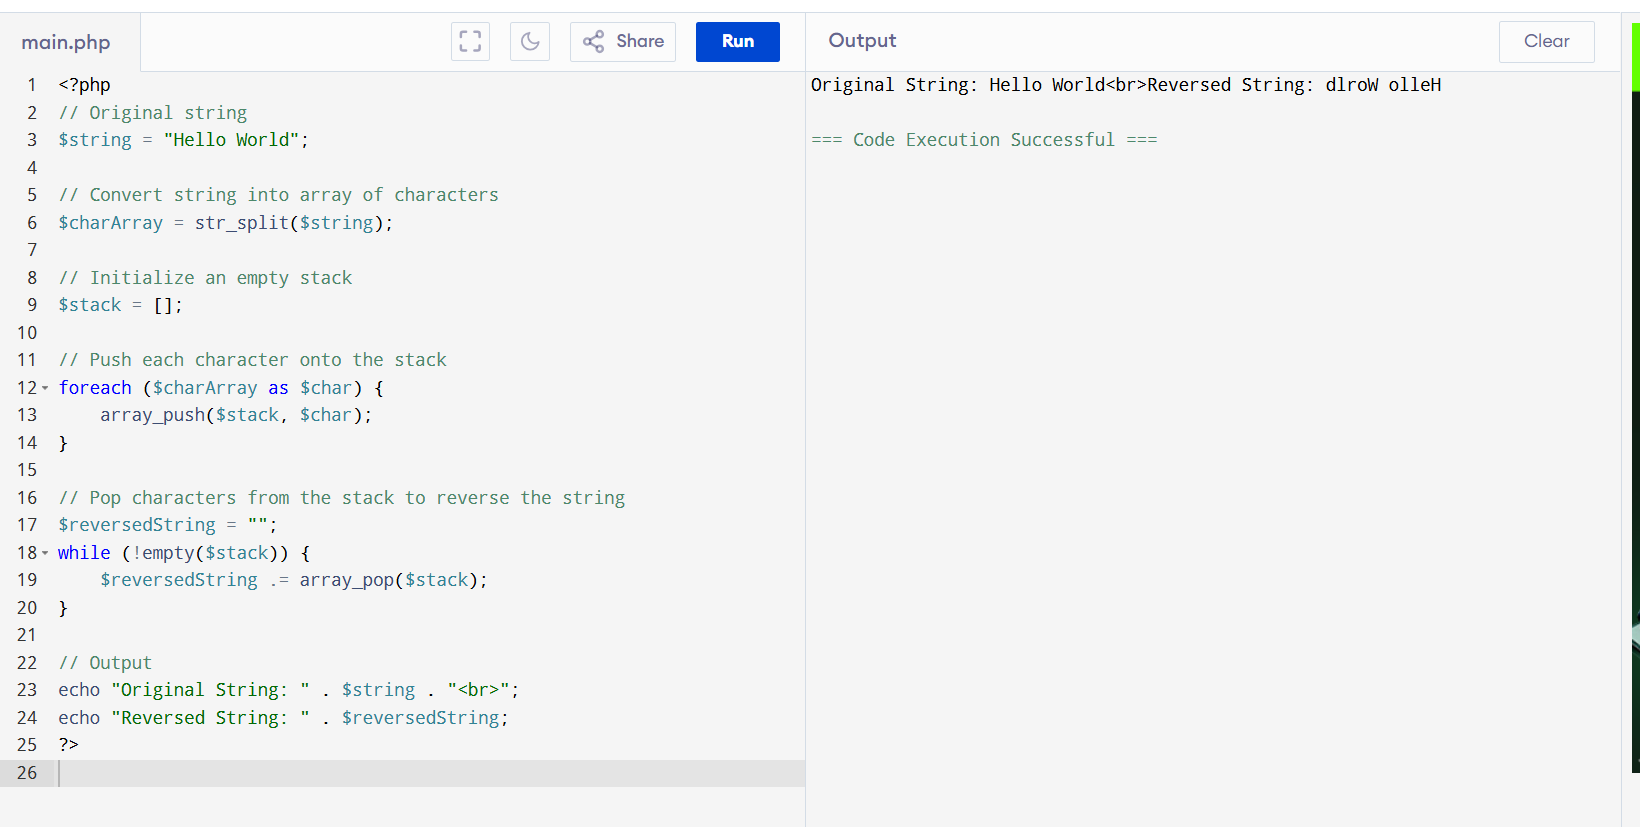 main.php
Share
Run
Output
Clear
1 <?php
2 // Original string
3 $string = "Hello World";
4
5 // Convert string into array of characters
6 $charArray = str_split($string);
7
8 // Initialize an empty stack
9 $stack = [];
10
11 // Push each character onto the stack
12 foreach ($charArray as $char) {
13     array_push($stack, $char);
14 }
15
16 // Pop characters from the stack to reverse the string
17 $reversedString = "";
18 while (!empty($stack)) {
19     $reversedString .= array_pop($stack);
20 }
21
22 // Output
23 echo "Original String: " . $string . "<br>";
24 echo "Reversed String: " . $reversedString;
25 ?>
26
Original String: Hello World<br>Reversed String: dlroW olleH
=== Code Execution Successful ===